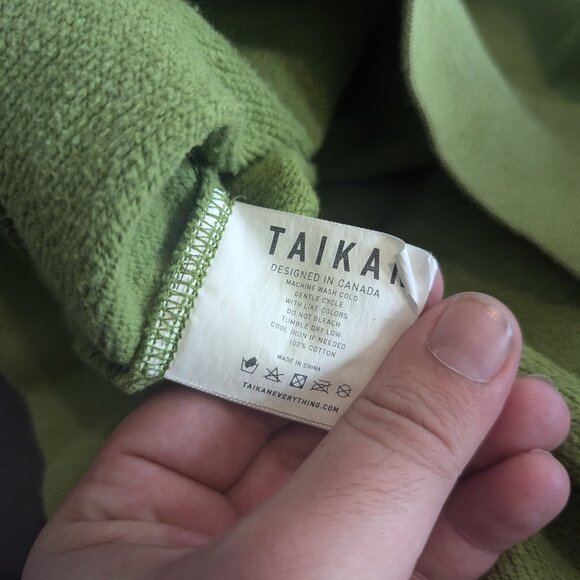 TAIKAN
DESIGNED IN CANADA
MACHINE WASH COLD
GENTLE CYCLE
WITH LIKE COLORS
DO NOT BLEACH
TUMBLE DRY LOW
COOL IRON IF NEEDED
100% COTTON
MADE IN CHINA
TAIKANEVERYTHING.COM